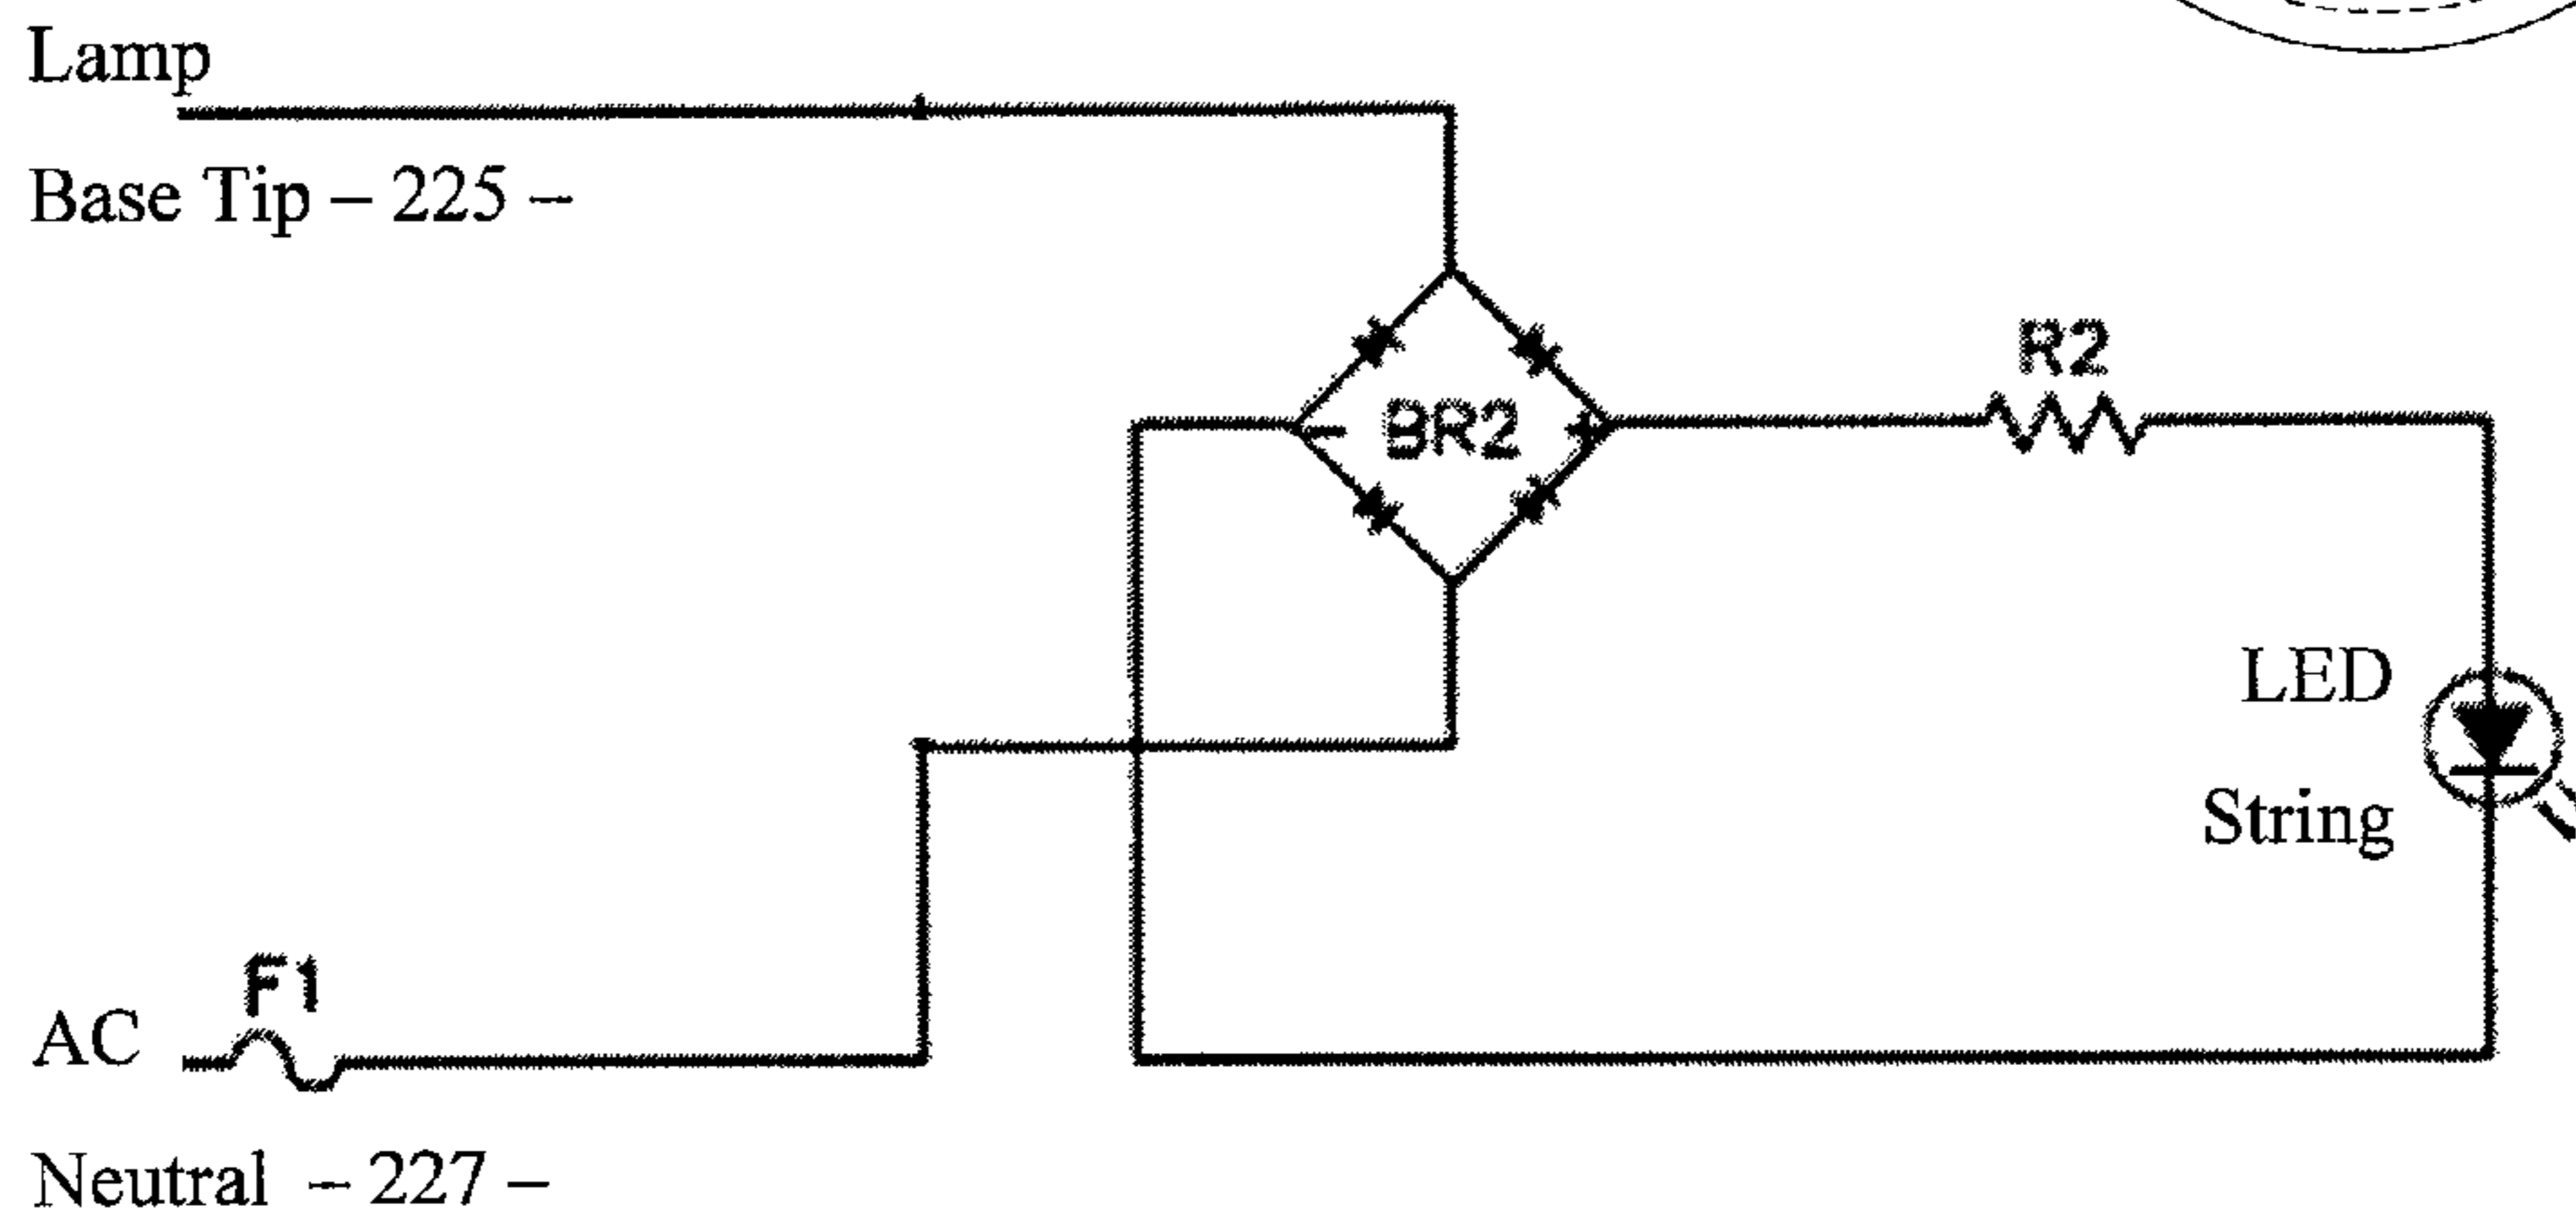 Lamp
Base Tip – 225 –
R2
– BR2 +
LED
String
F1
AC
Neutral – 227 –